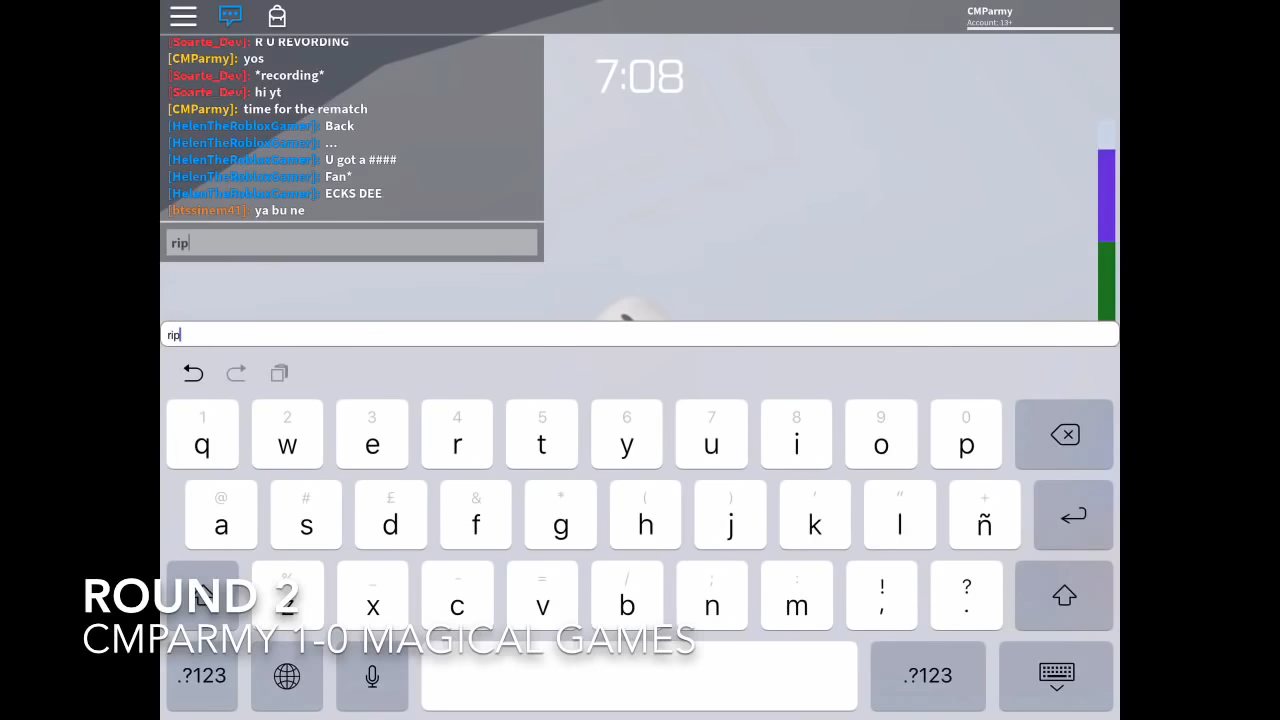 CMParmy
Account: 13+
[Soarte_Dev]: R U REVORDING
[CMParmy]: yos
[Soarte_Dev]: *recording*
[Soarte_Dev]: hi yt
[CMParmy]: time for the rematch
[HelenTheRobloxGamer]: Back
[HelenTheRobloxGamer]: ...
[HelenTheRobloxGamer]: U got a ####
[HelenTheRobloxGamer]: Fan*
[HelenTheRobloxGamer]: ECKS DEE
[btssinem41]: ya bu ne
7:08
rip
rip
1 2 3 4 5 6 7 8 9 0
q w e r t y u i o p
@ # £ & * ( ) ' " +
a s d f g h j k l ñ
% _ - = / ; : ! ?
z x c v b n m , .
ROUND 2
CMPARMY 1-0 MAGICAL GAMES
.?123 .?123